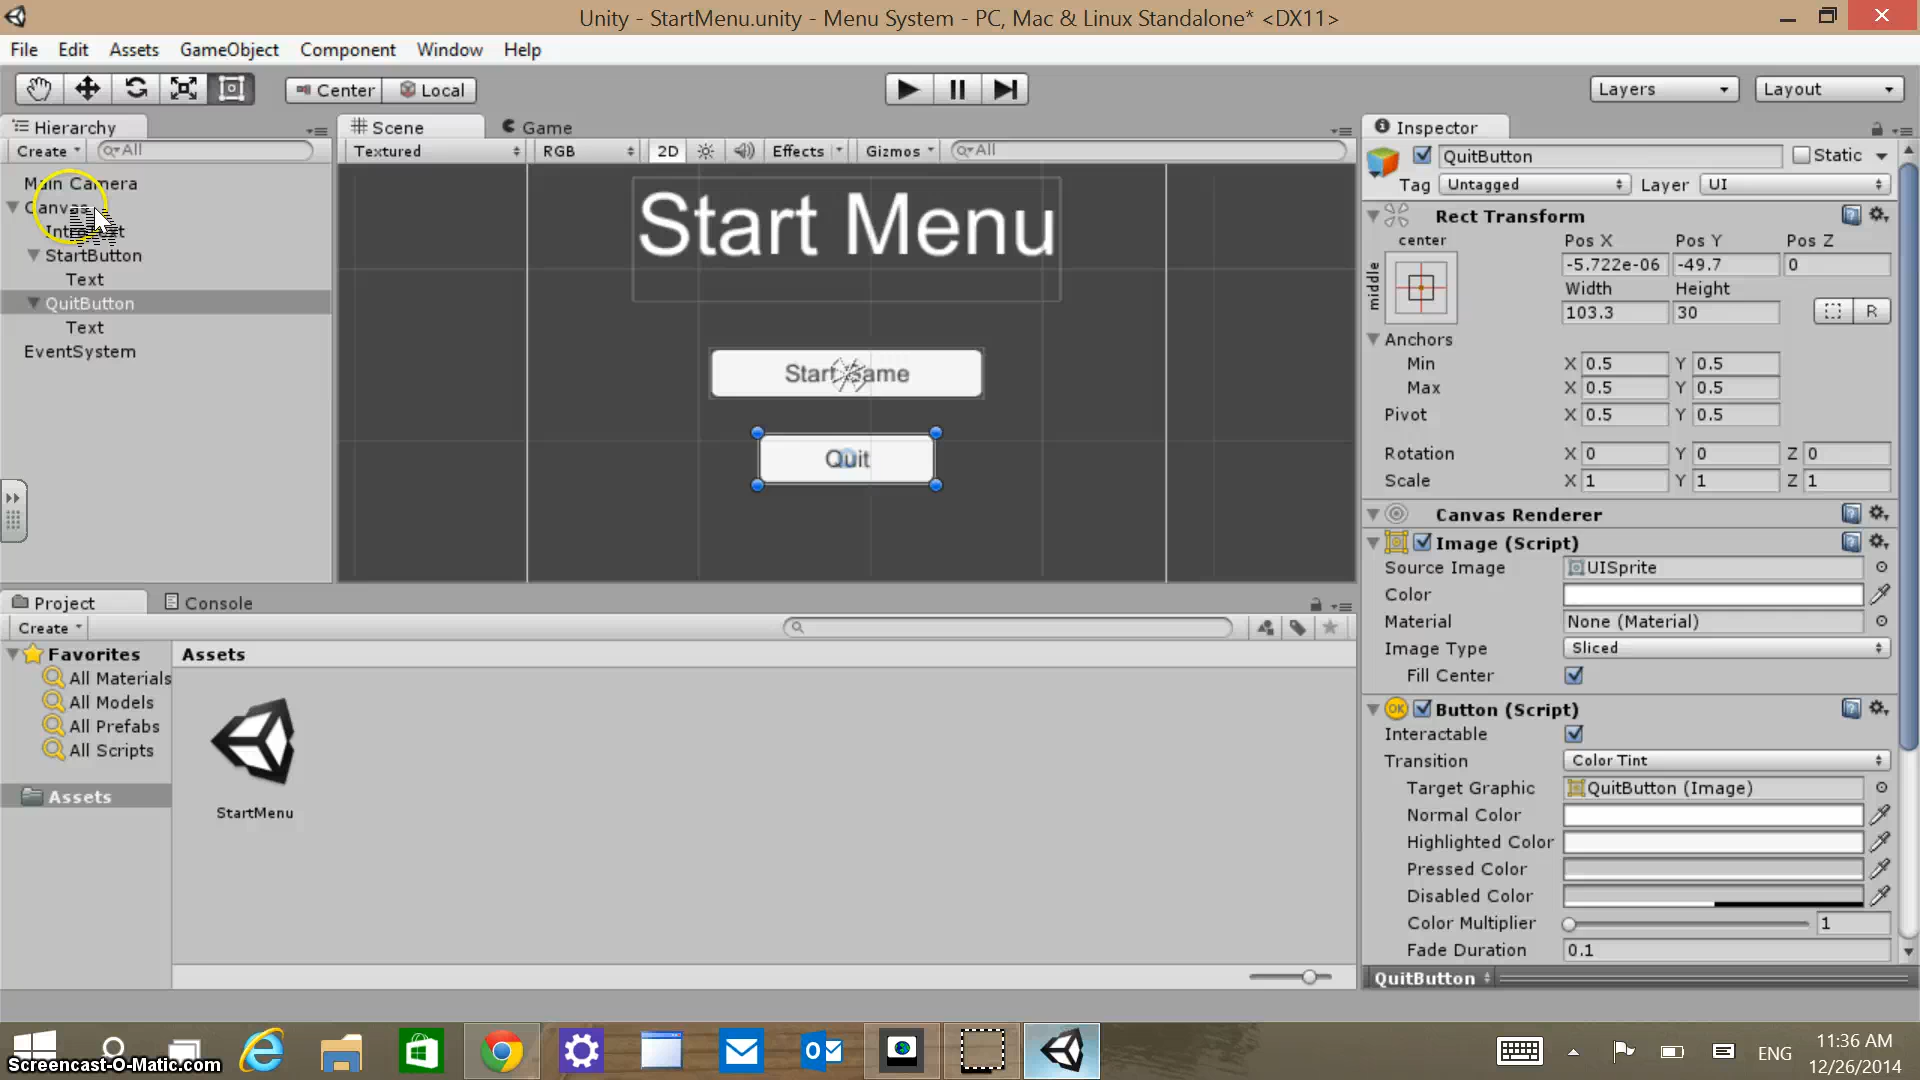 Unity - StartMenu.unity - Menu System - PC, Mac & Linux Standalone* <DX11>
File Edit Assets GameObject Component Window Help
Center Local Layers Layout
Hierarchy
Create All
Main Camera
Canvas
StartButton
Text
QuitButton
Text
EventSystem
Scene Game
Textured RGB 2D Effects Gizmos All
Start Menu
Start Game
Quit
Inspector
QuitButton Static
Tag Untagged Layer UI
Rect Transform
center
middle
Pos X Pos Y Pos Z
-5.722e-06 -49.7 0
Width Height
103.3 30 R
Anchors
Min X 0.5 Y 0.5
Max X 0.5 Y 0.5
Pivot X 0.5 Y 0.5
Rotation X 0 Y 0 Z 0
Scale X 1 Y 1 Z 1
Canvas Renderer
Image (Script)
Source Image UISprite
Color
Material None (Material)
Image Type Sliced
Fill Center
OK Button (Script)
Interactable
Transition Color Tint
Target Graphic QuitButton (Image)
Normal Color
Highlighted Color
Pressed Color
Disabled Color
Color Multiplier 1
Fade Duration 0.1
QuitButton
Project Console
Create
Favorites
All Materials
All Models
All Prefabs
All Scripts
Assets
Assets
StartMenu
Screencast-O-Matic.com
ENG
11:36 AM
12/26/2014